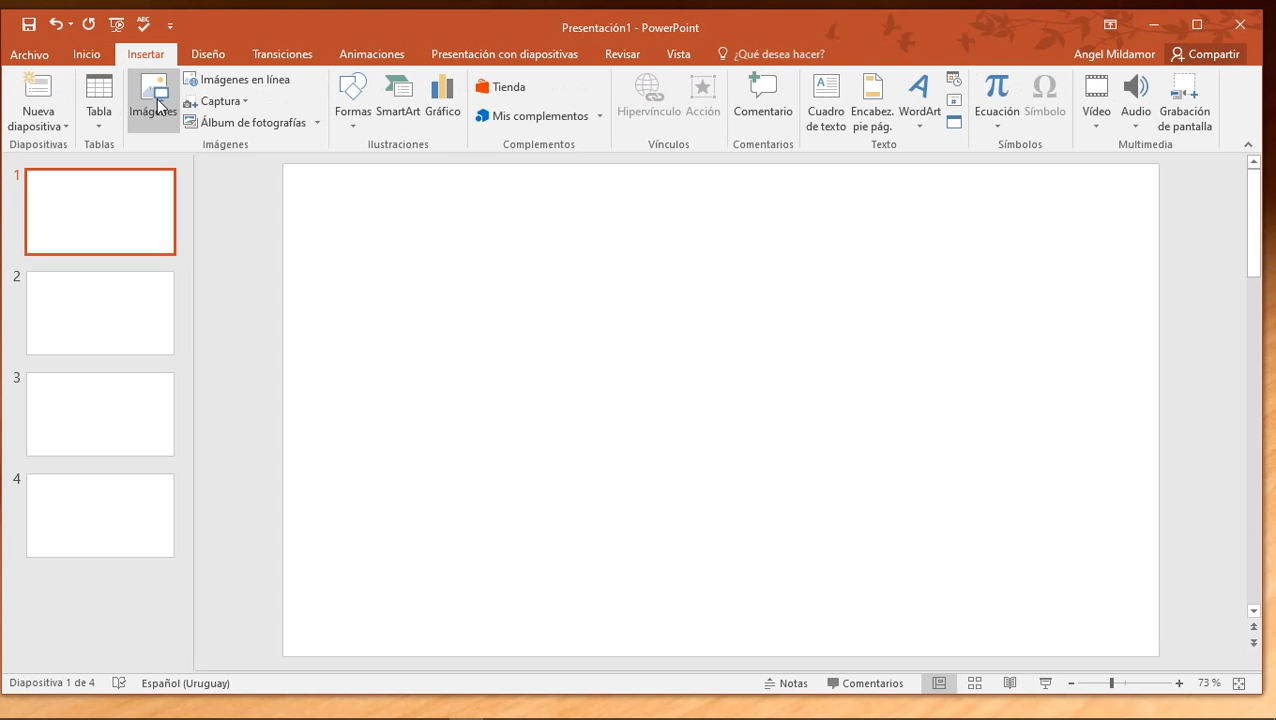 ABC
Presentación1 - PowerPoint
Archivo
Inicio
Insertar
Diseño
Transiciones
Animaciones
Presentación con diapositivas
Revisar
Vista
¿Qué desea hacer?
Angel Mildamor
Compartir
Nueva
diapositiva
Tabla
Imágenes
Imágenes en línea
Captura
Álbum de fotografías
Formas
SmartArt
Gráfico
Tienda
Mis complementos
Hipervínculo
Acción
Comentario
Cuadro
de texto
Encabez.
pie pág.
WordArt
Ecuación
Símbolo
Vídeo
Audio
Grabación
de pantalla
Diapositivas
Tablas
Imágenes
Ilustraciones
Complementos
Vínculos
Comentarios
Texto
Símbolos
Multimedia
1
2
3
4
Diapositiva 1 de 4
Español (Uruguay)
Notas
Comentarios
73 %